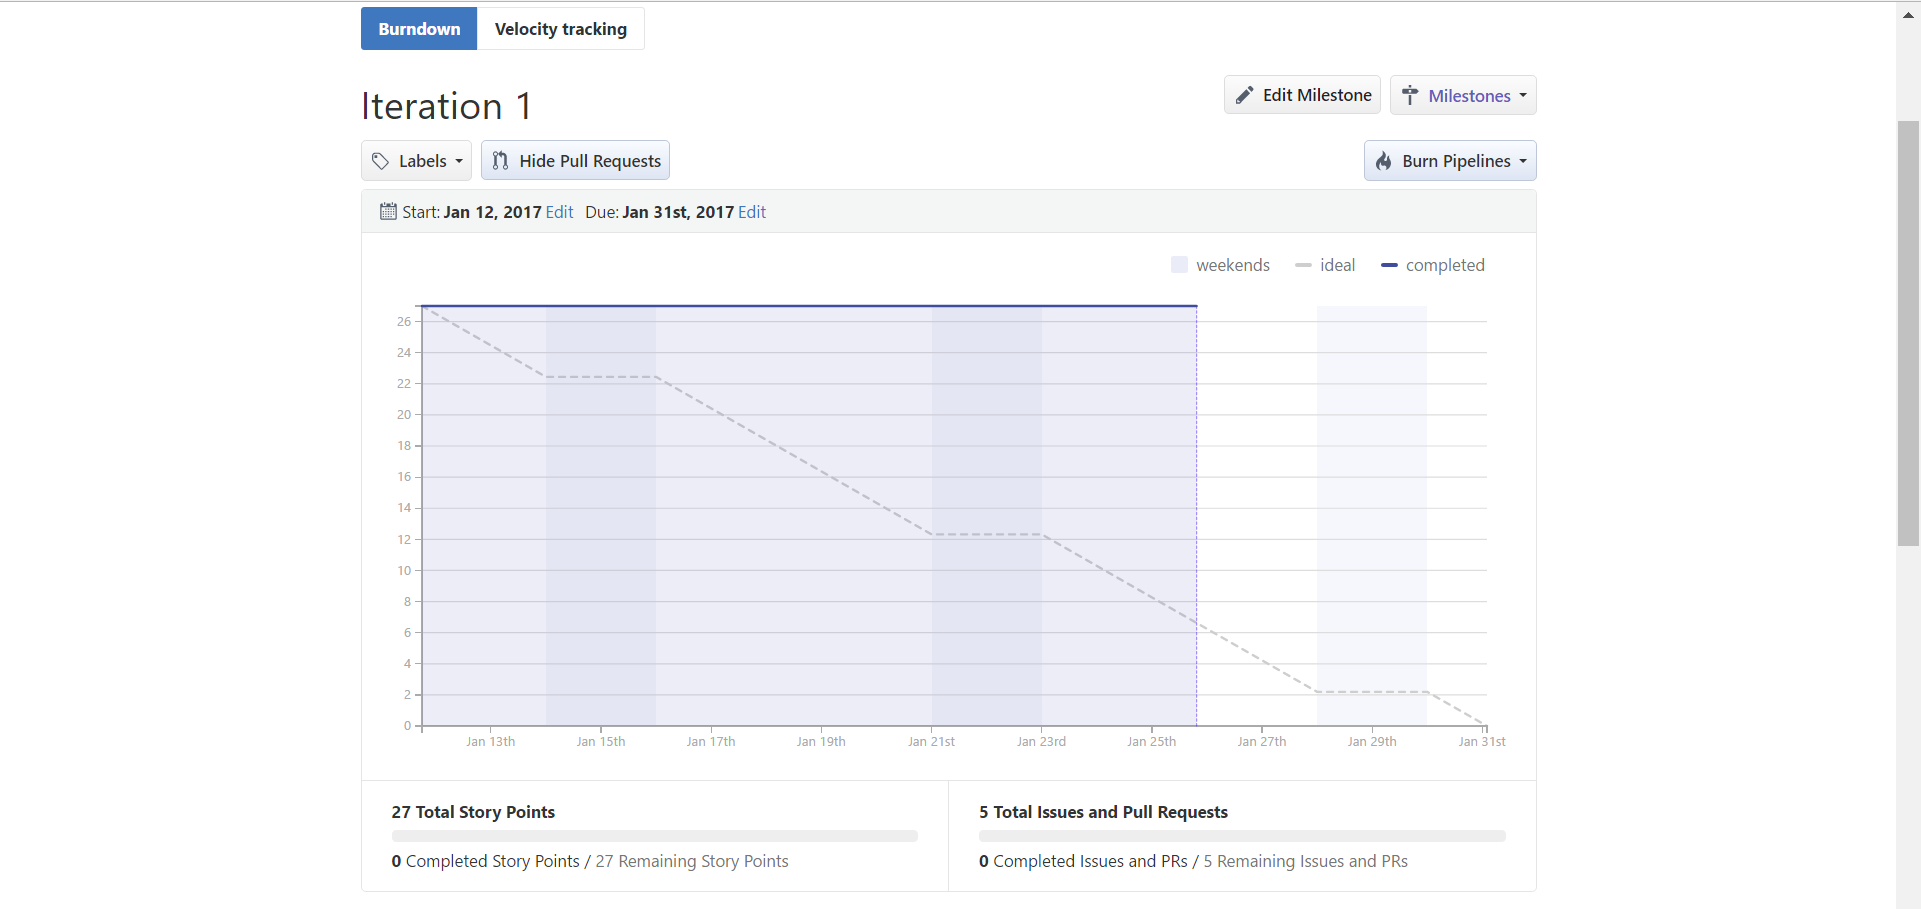 Burndown Velocity tracking
Iteration 1
Edit Milestone Milestones
Labels Hide Pull Requests Burn Pipelines
Start: Jan 12, 2017 Edit Due: Jan 31st, 2017 Edit
weekends ideal completed
26
24
22
20
18
16
14
12
10
8
6
4
2
0
Jan 13th Jan 15th Jan 17th Jan 19th Jan 21st Jan 23rd Jan 25th Jan 27th Jan 29th Jan 31st
27 Total Story Points
0 Completed Story Points / 27 Remaining Story Points
5 Total Issues and Pull Requests
0 Completed Issues and PRs / 5 Remaining Issues and PRs